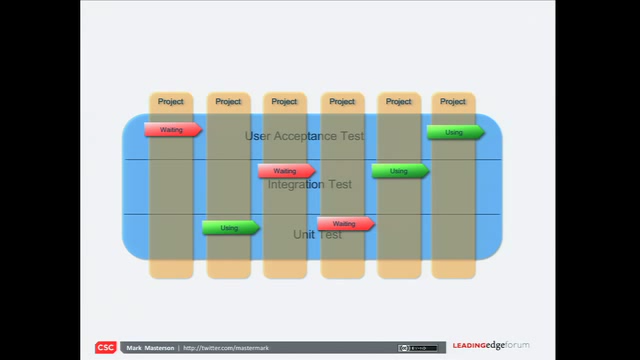 Project Project Project Project Project Project
Waiting
User Acceptance Test
Using
Waiting
Using
Integration Test
Using
Waiting
Unit Test
CSC Mark Masterson | http://twitter.com/mastermark
LEADINGedgeforum